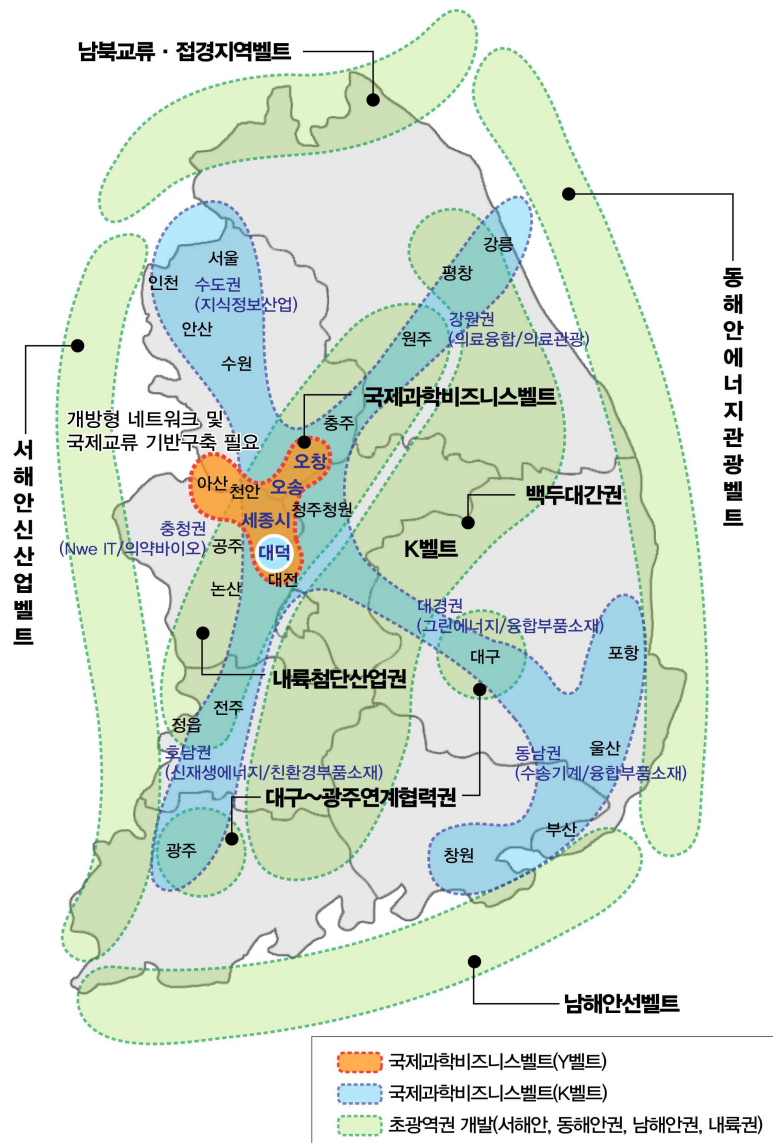 남북교류 · 접경지역벨트
강릉
평창
서울
인천
수도권
(지식정보산업)
안산
수원
강원권
(의료융합/의료관광)
원주
동해안에너지관광벨트
국제과학비즈니스벨트
개방형 네트워크 및
국제교류 기반구축 필요
충주
서해안신산업벨트
오창
아산
천안
오송
백두대간권
청주청원
세종시
충청권
(Nwe IT/의약바이오)
공주
대덕
K벨트
대전
논산
대경권
(그린에너지/융합부품소재)
대구
포항
내륙첨단산업권
전주
정읍
호남권
(신재생에너지/친환경부품소재)
동남권
(수송기계/융합부품소재)
울산
대구~광주연계협력권
부산
광주
창원
남해안선벨트
국제과학비즈니스벨트(Y벨트)
국제과학비즈니스벨트(K벨트)
초광역권 개발(서해안, 동해안권, 남해안권, 내륙권)